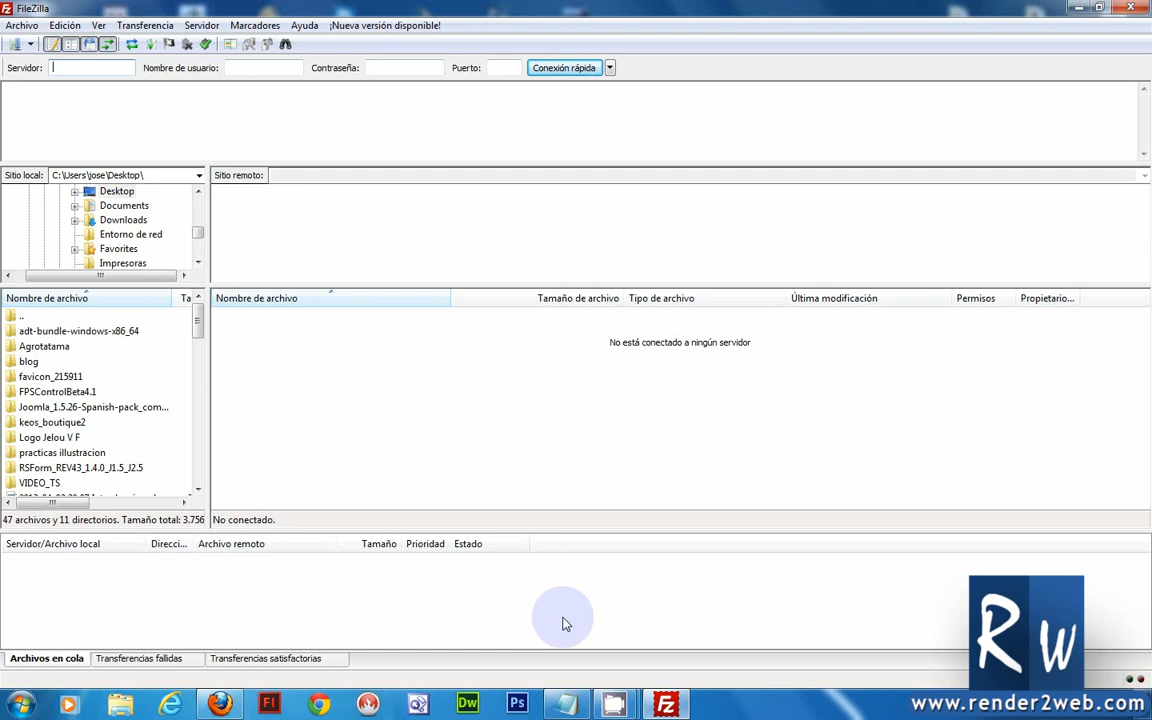 FileZilla
Archivo Edición Ver Transferencia Servidor Marcadores Ayuda ¡Nueva versión disponible!
Servidor: Nombre de usuario: Contraseña: Puerto: Conexión rápida
Sitio local: C:\Users\jose\Desktop\ Sitio remoto:
Desktop
Documents
Downloads
Entorno de red
Favorites
Impresoras
Nombre de archivo Ta Nombre de archivo Tamaño de archivo Tipo de archivo Última modificación Permisos Propietario...
..
adt-bundle-windows-x86_64
Agrotatama
No está conectado a ningún servidor
blog
favicon_215911
FPSControlBeta4.1
Joomla_1.5.26-Spanish-pack_com...
keos_boutique2
Logo Jelou V F
practicas illustracion
RSForm_REV43_1.4.0_J1.5_J2.5
VIDEO_TS
47 archivos y 11 directorios. Tamaño total: 3.756 No conectado.
Servidor/Archivo local Direcci... Archivo remoto Tamaño Prioridad Estado
Archivos en cola Transferencias fallidas Transferencias satisfactorias
Rw
Fl Dw Ps Fz
www.render2web.com